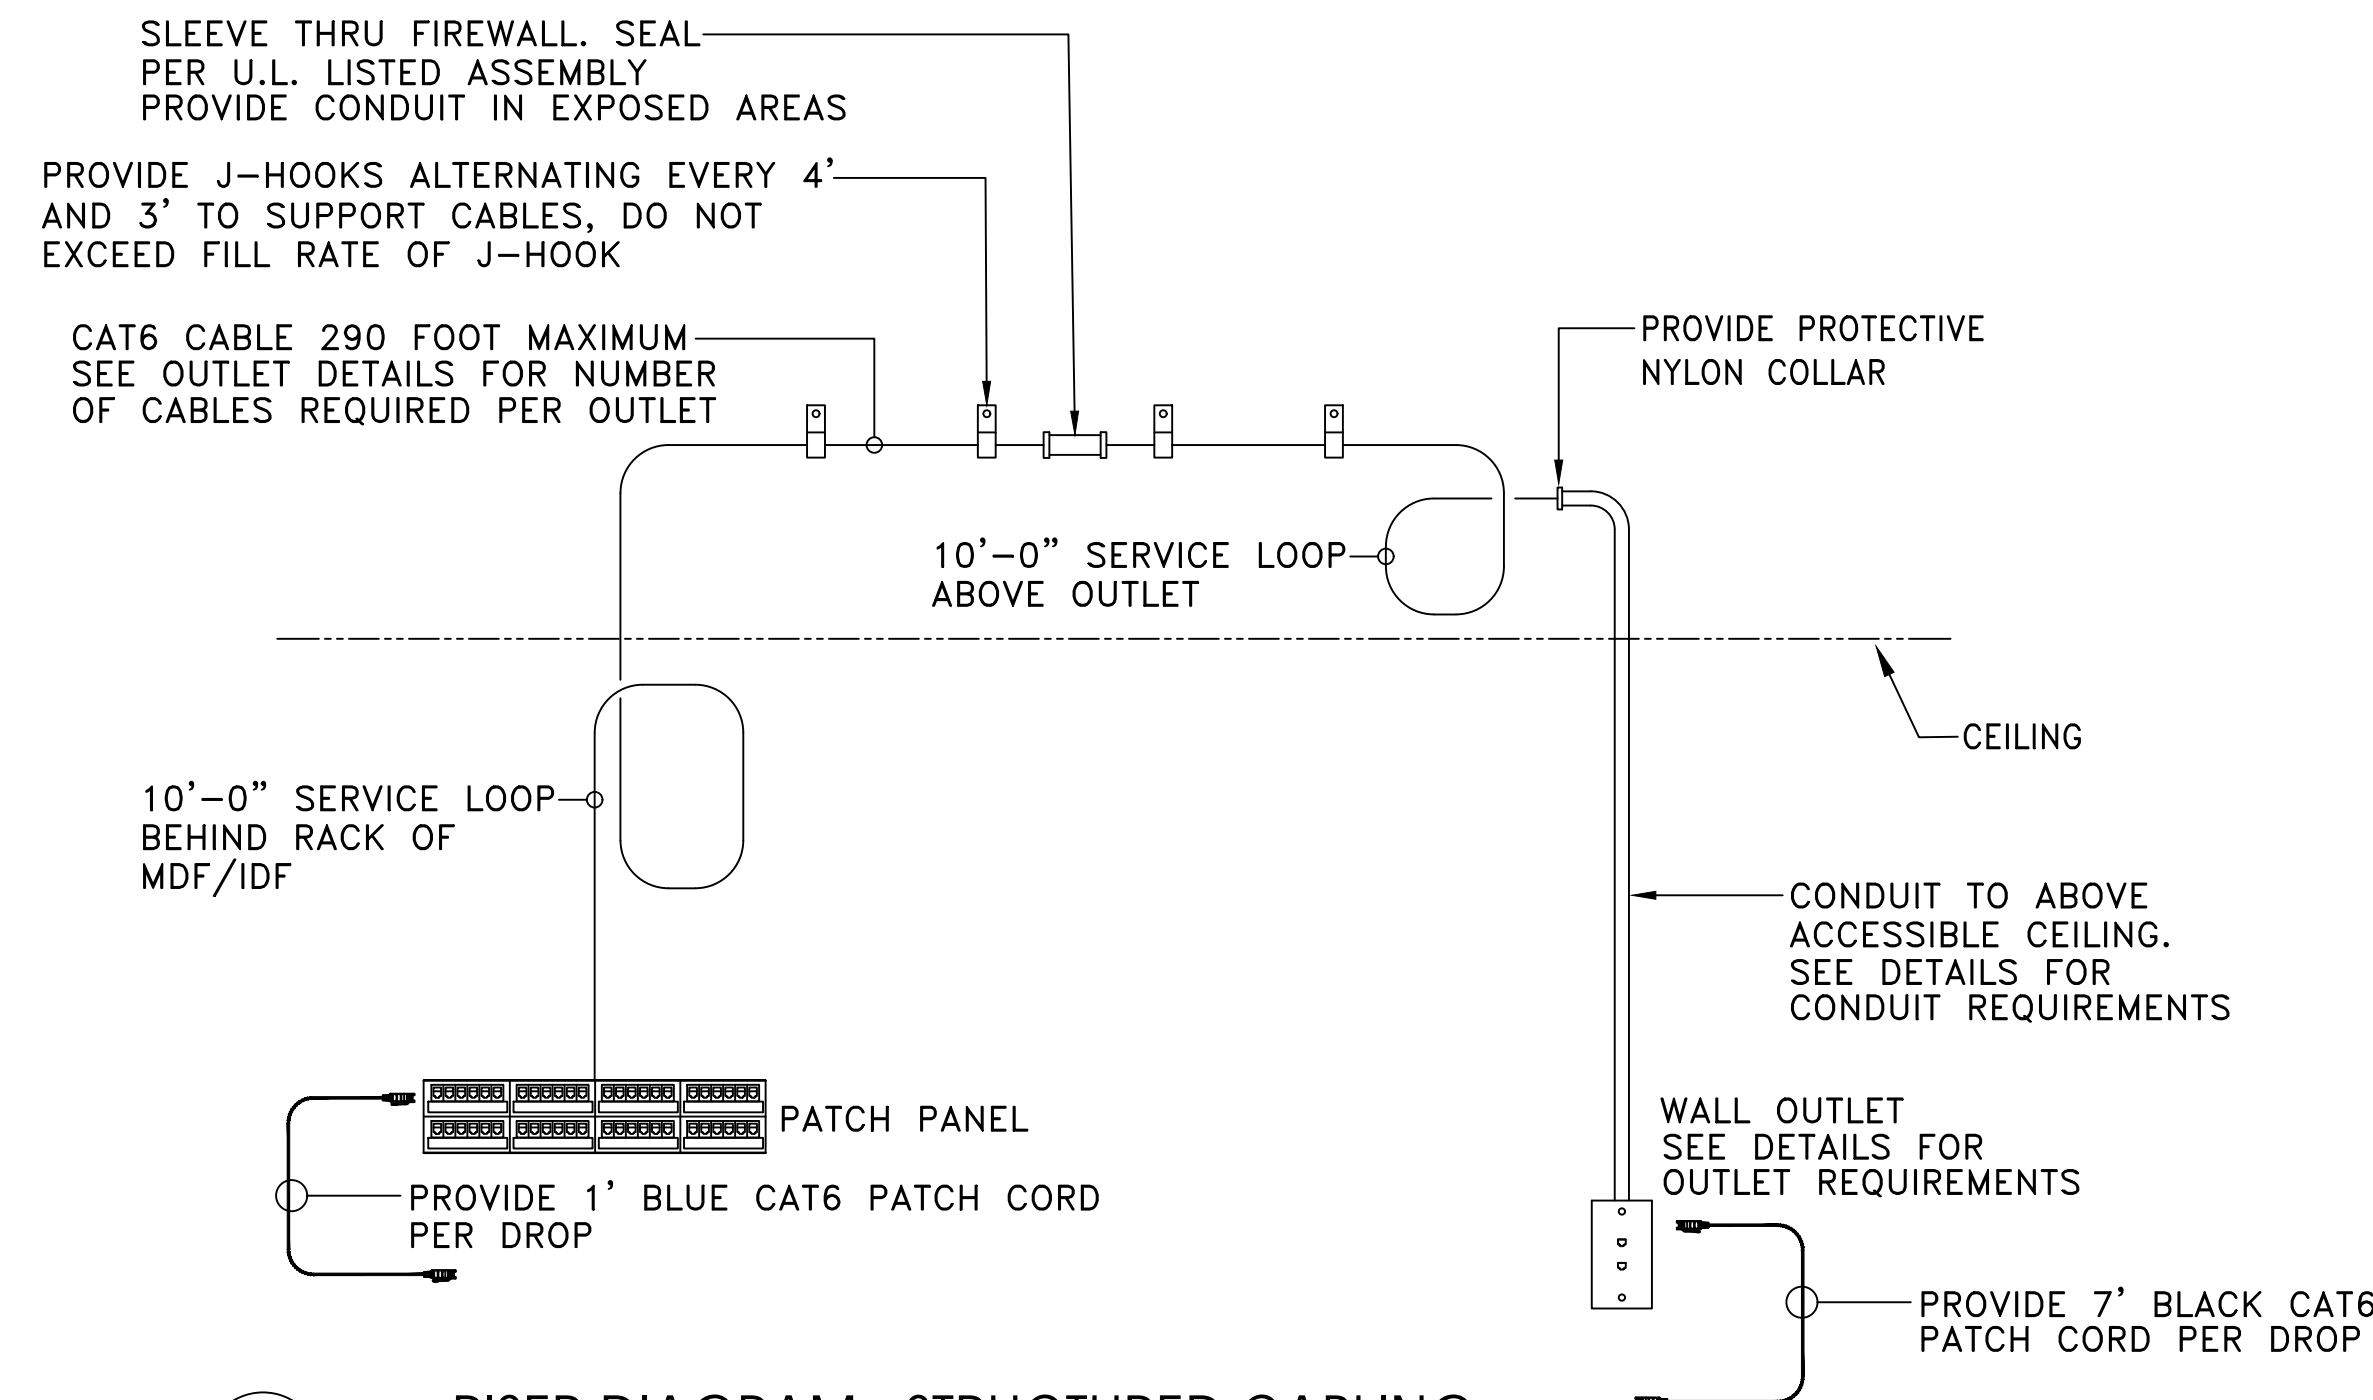 SLEEVE THRU FIREWALL. SEAL
PER U.L. LISTED ASSEMBLY
PROVIDE CONDUIT IN EXPOSED AREAS
PROVIDE J-HOOKS ALTERNATING EVERY 4'
AND 3' TO SUPPORT CABLES, DO NOT
EXCEED FILL RATE OF J-HOOK
CAT6 CABLE 290 FOOT MAXIMUM
SEE OUTLET DETAILS FOR NUMBER
OF CABLES REQUIRED PER OUTLET
PROVIDE PROTECTIVE
NYLON COLLAR
10'-0" SERVICE LOOP
ABOVE OUTLET
CEILING
10'-0" SERVICE LOOP
BEHIND RACK OF
MDF/IDF
CONDUIT TO ABOVE
ACCESSIBLE CEILING.
SEE DETAILS FOR
CONDUIT REQUIREMENTS
PATCH PANEL
WALL OUTLET
SEE DETAILS FOR
OUTLET REQUIREMENTS
PROVIDE 1' BLUE CAT6 PATCH CORD
PER DROP
PROVIDE 7' BLACK CAT6
PATCH CORD PER DROP
RISER DIAGRAM - STRUCTURED CABLING